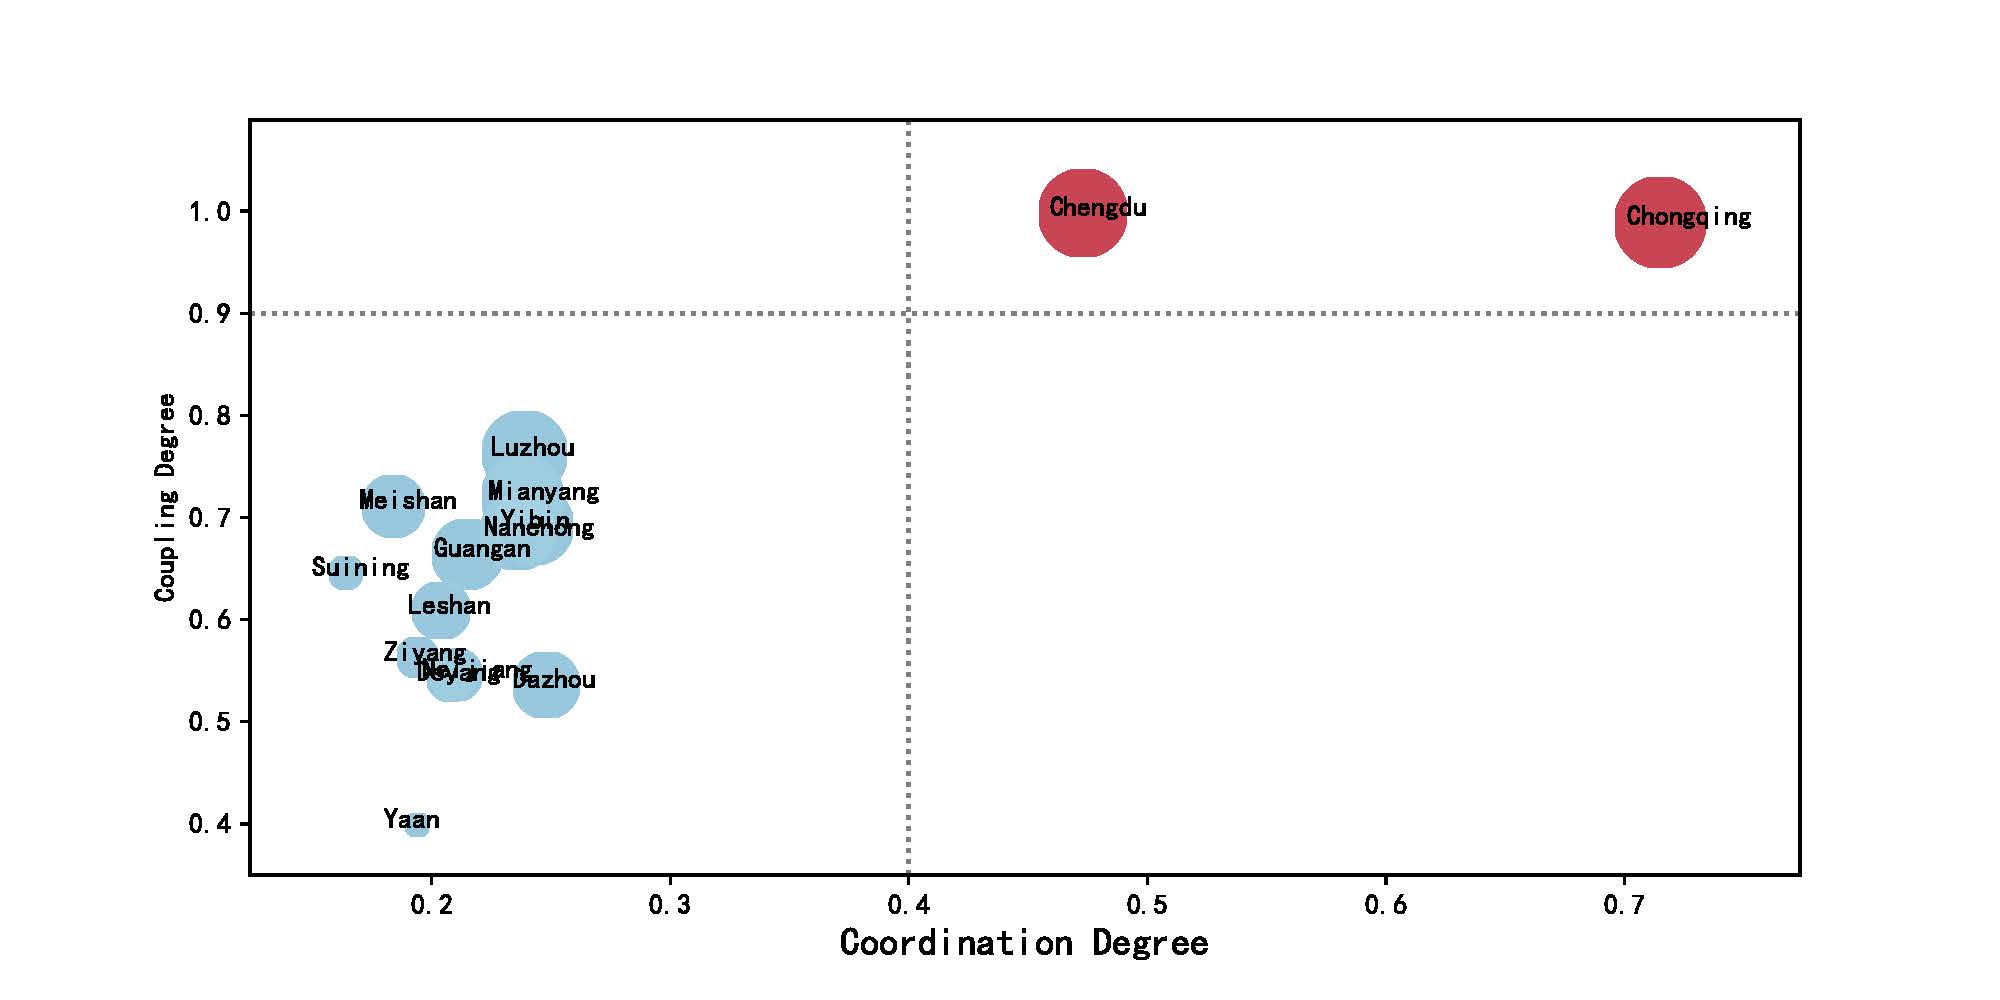 Chengdu
Chongqing
1.0
0.9
0.8
0.7
0.6
0.5
0.4
Coupling Degree
Luzhou
Mianyang
Meishan
Yibin
Guangan
Suining
Leshan
Ziyang
Deyang
Dazhou
Yaan
0.2
0.3
0.4
0.5
0.6
0.7
Coordination Degree